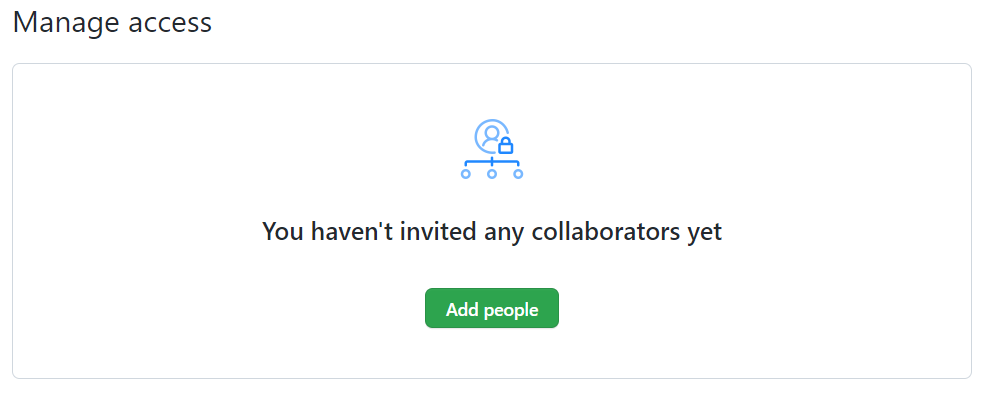 Manage access
You haven't invited any collaborators yet
Add people